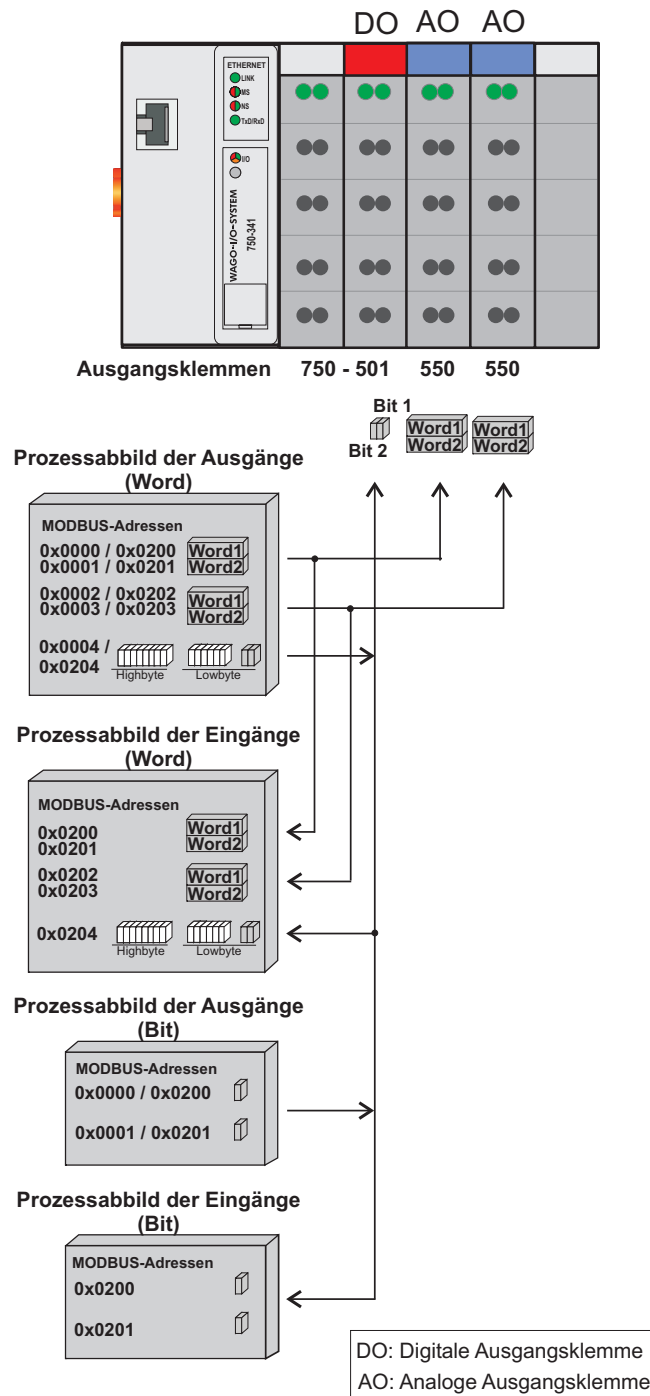 DO AO AO
ETHERNET
LINK
MS
NS
TxD/RxD
I/O
WAGO-I/O-SYSTEM
750-341
Ausgangsklemmen 750 - 501 550 550
Bit 1
Bit 2
Word1 Word1
Word2 Word2
Prozessabbild der Ausgänge
(Word)
MODBUS-Adressen
0x0000 / 0x0200 Word1
0x0001 / 0x0201 Word2
0x0002 / 0x0202 Word1
0x0003 / 0x0203 Word2
0x0004 /
0x0204
Highbyte Lowbyte
Prozessabbild der Eingänge
(Word)
MODBUS-Adressen
0x0200 Word1
0x0201 Word2
0x0202 Word1
0x0203 Word2
0x0204
Highbyte Lowbyte
Prozessabbild der Ausgänge
(Bit)
MODBUS-Adressen
0x0000 / 0x0200
0x0001 / 0x0201
Prozessabbild der Eingänge
(Bit)
MODBUS-Adressen
0x0200
0x0201
DO: Digitale Ausgangsklemme
AO: Analoge Ausgangsklemme